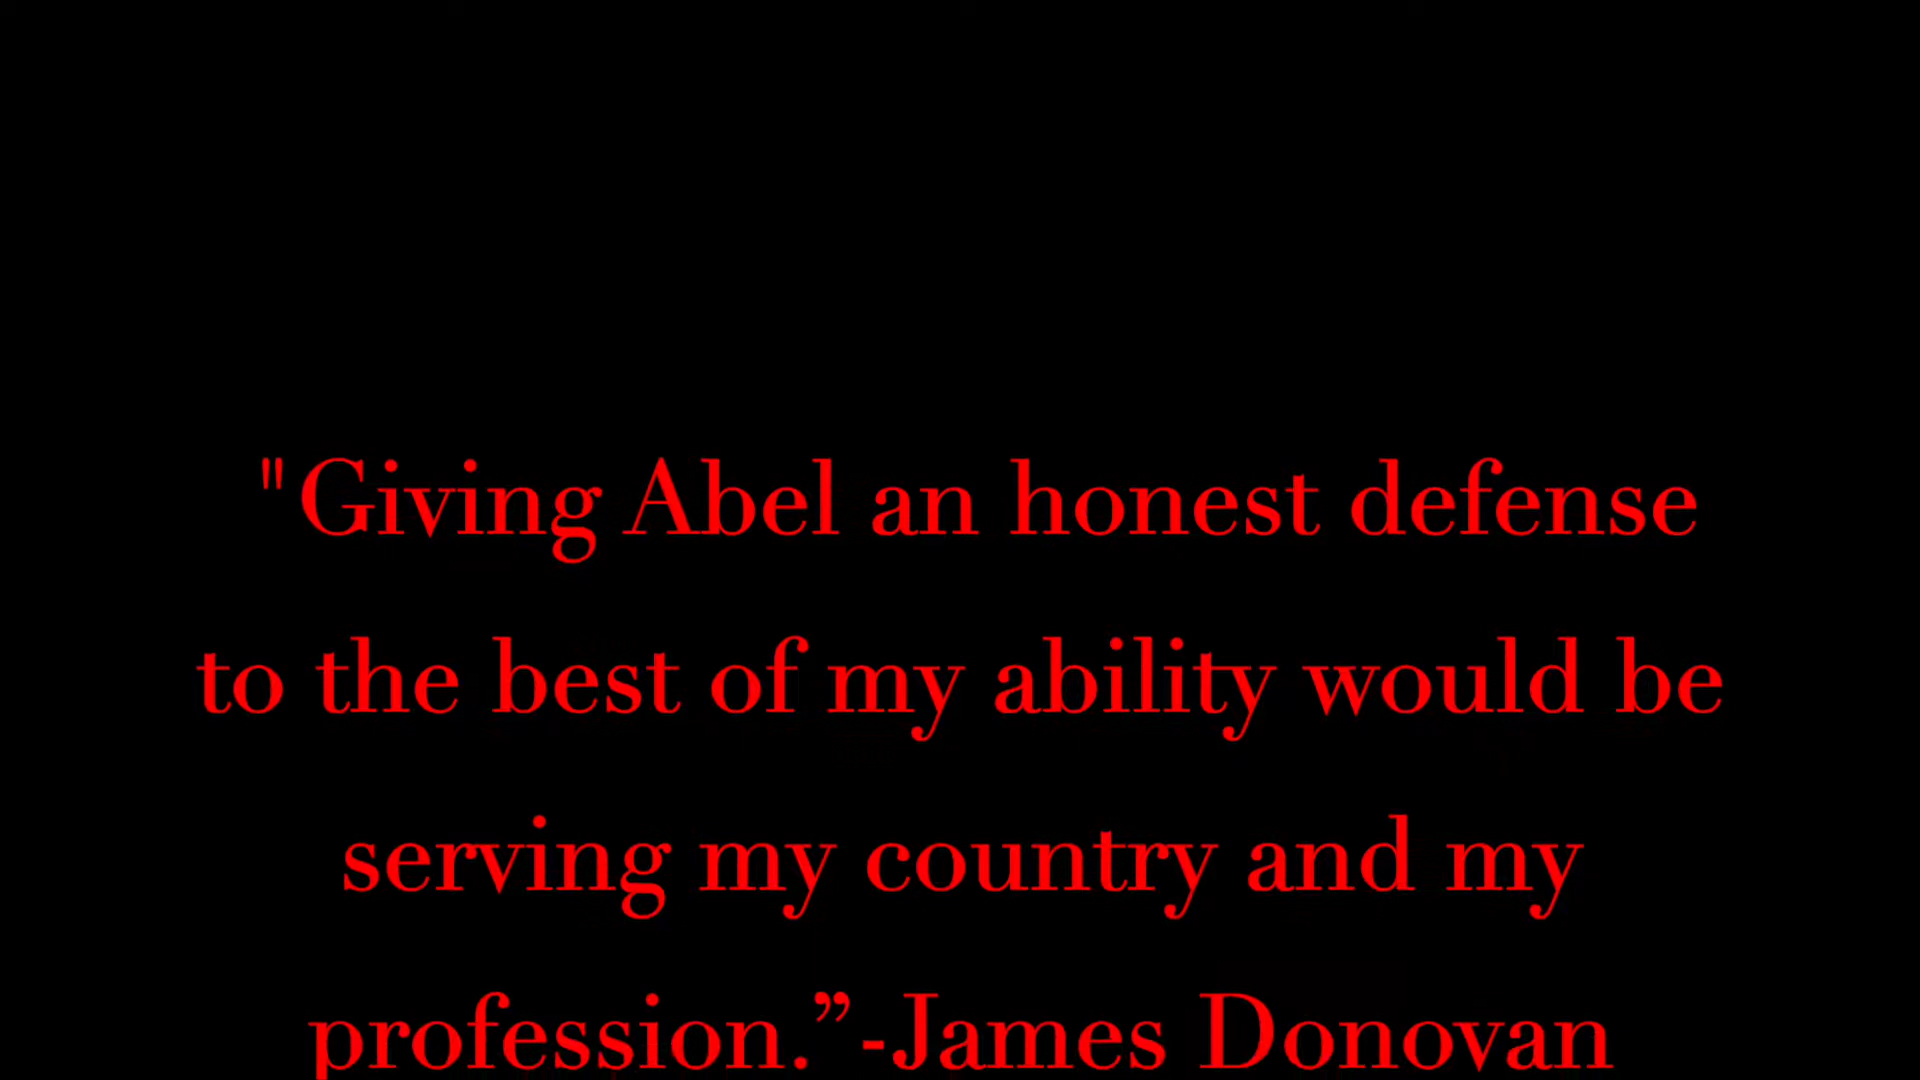 "Giving Abel an honest defense
to the best of my ability would be
serving my country and my
profession.”-James Donovan